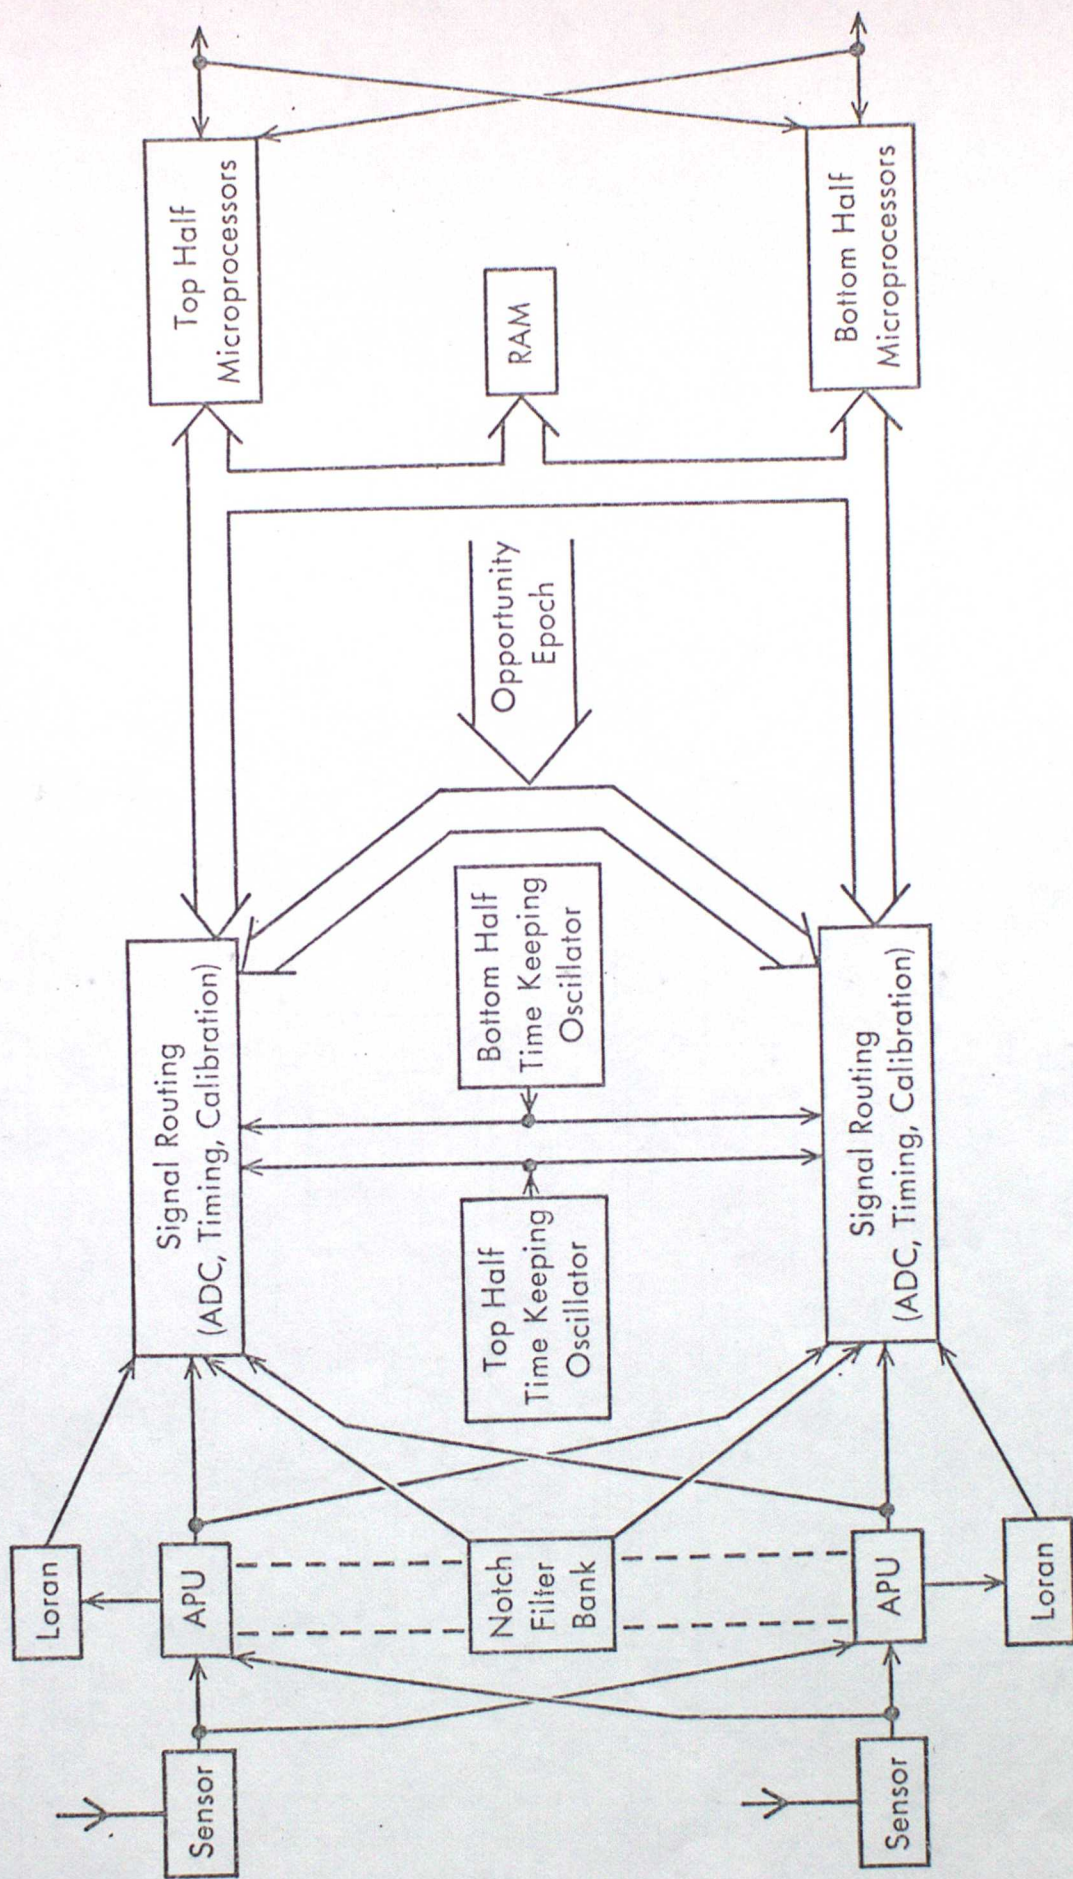 Sensor
Loran
APU
Signal Routing
(ADC, Timing, Calibration)
Top Half
Microprocessors
Notch
Filter
Bank
Top Half
Time Keeping
Oscillator
Bottom Half
Time Keeping
Oscillator
Opportunity
Epoch
RAM
Sensor
APU
Loran
Signal Routing
(ADC, Timing, Calibration)
Bottom Half
Microprocessors